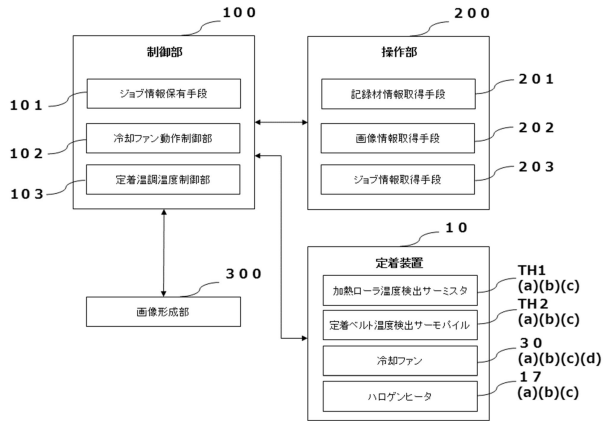 100
制御部
101
ジョブ情報保有手段
102
冷却ファン動作制御部
103
定着温調温度制御部
200
操作部
201
記録材情報取得手段
202
画像情報取得手段
203
ジョブ情報取得手段
300
画像形成部
10
定着装置
TH1
(a)(b)(c)
加熱ローラ温度検出サーミスタ
TH2
(a)(b)(c)
定着ベルト温度検出サーモパイル
30
(a)(b)(c)(d)
冷却ファン
17
(a)(b)(c)
ハロゲンヒータ